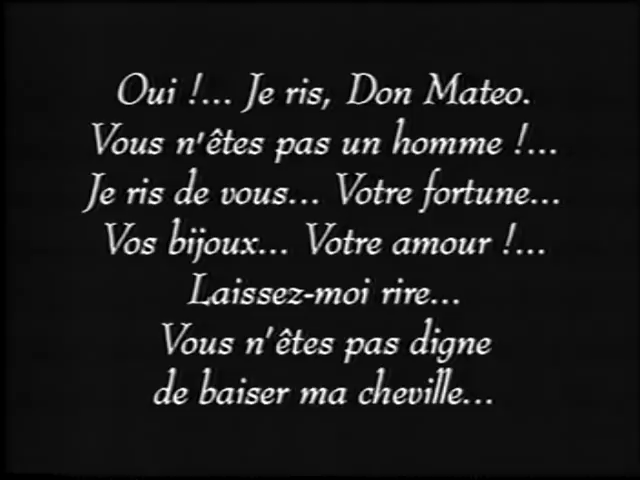 Oui !... Je ris, Don Mateo.
Vous n'êtes pas un homme !...
Je ris de vous... Votre fortune...
Vos bijoux... Votre amour !...
Laissez-moi rire...
Vous n'êtes pas digne
de baiser ma cheville...